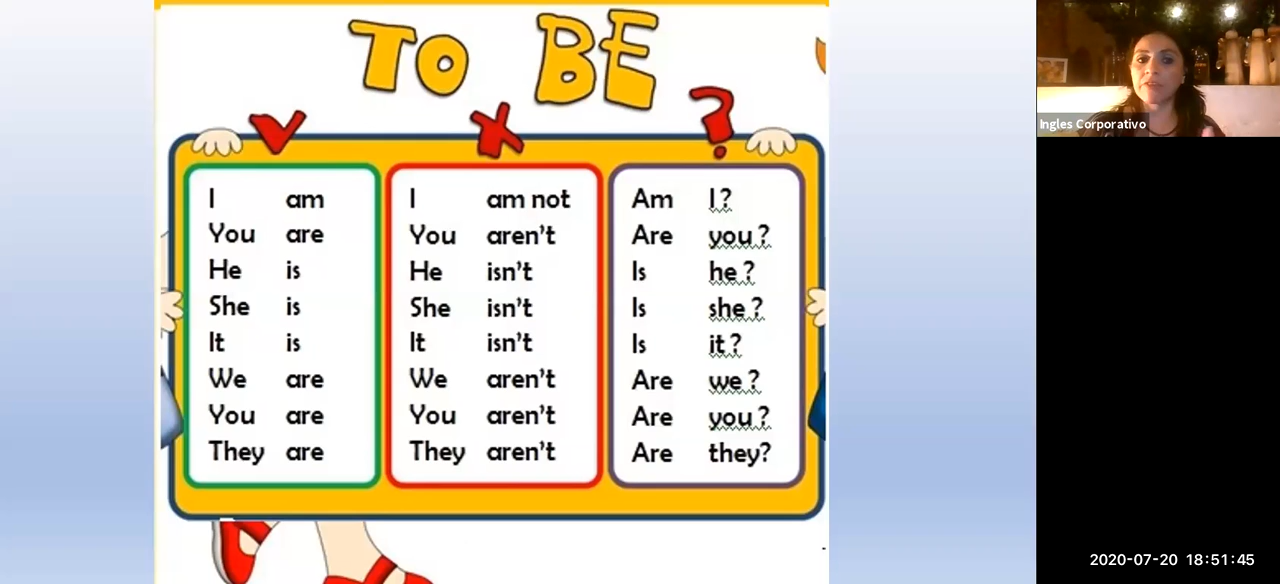 TO BE
I am
You are
He is
She is
It is
We are
You are
They are
I am not
You aren't
He isn't
She isn't
It isn't
We aren't
You aren't
They aren't
Am I?
Are you?
Is he?
Is she?
Is it?
Are we?
Are you?
Are they?
Ingles Corporativo
2020-07-20 18:51:45